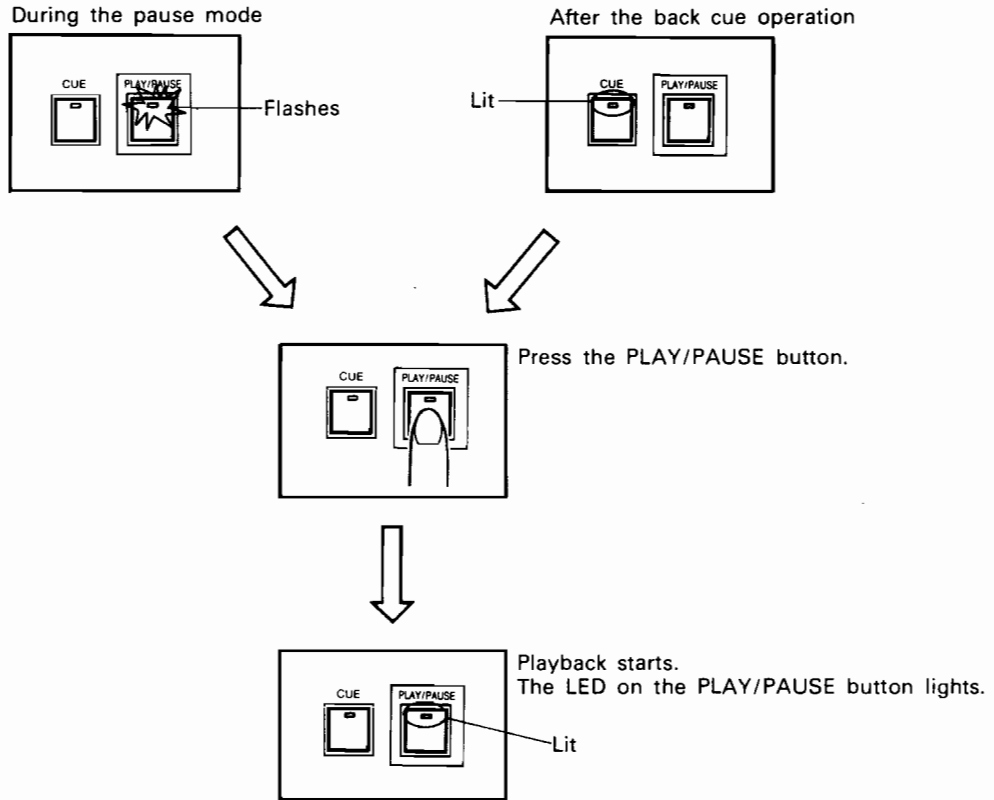 During the pause mode
CUE
PLAY/PAUSE
Flashes
After the back cue operation
CUE
PLAY/PAUSE
Lit
CUE
PLAY/PAUSE
Press the PLAY/PAUSE button.
CUE
PLAY/PAUSE
Playback starts.
The LED on the PLAY/PAUSE button lights.
Lit